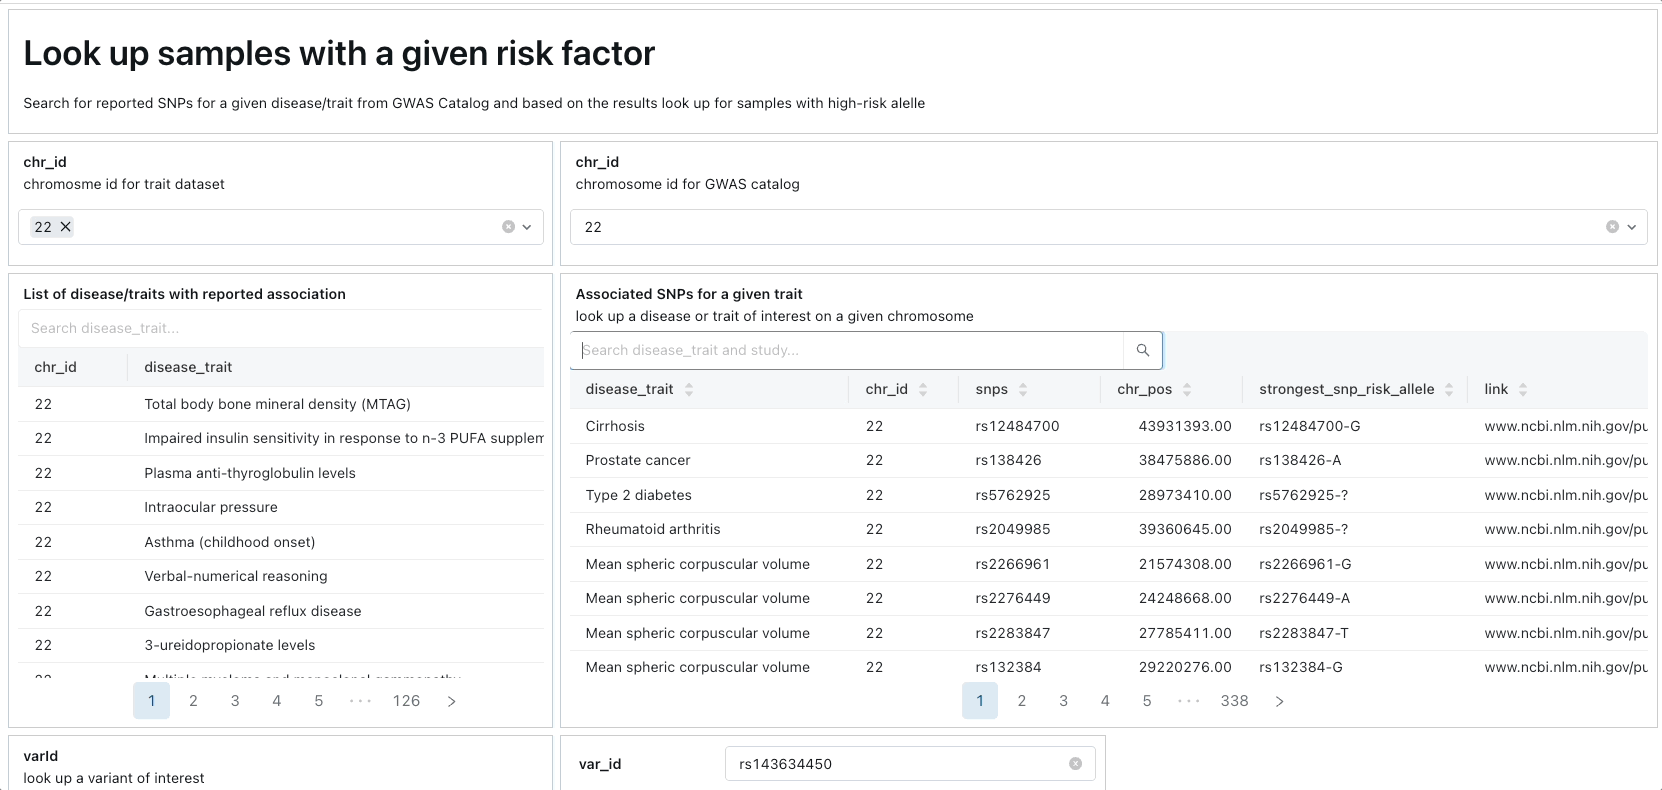 Look up samples with a given risk factor
Search for reported SNPs for a given disease/trait from GWAS Catalog and based on the results look up for samples with high-risk alelle
chr_id
chromosme id for trait dataset
22
chr_id
chromosome id for GWAS catalog
22
List of disease/traits with reported association
Search disease_trait...
chr_id disease_trait
22 Total body bone mineral density (MTAG)
22 Impaired insulin sensitivity in response to n-3 PUFA supplem
22 Plasma anti-thyroglobulin levels
22 Intraocular pressure
22 Asthma (childhood onset)
22 Verbal-numerical reasoning
22 Gastroesophageal reflux disease
22 3-ureidopropionate levels
1 2 3 4 5 ••• 126 >
Associated SNPs for a given trait
look up a disease or trait of interest on a given chromosome
Search disease_trait and study...
disease_trait chr_id snps chr_pos strongest_snp_risk_allele link
Cirrhosis 22 rs12484700 43931393.00 rs12484700-G www.ncbi.nlm.nih.gov/pu
Prostate cancer 22 rs138426 38475886.00 rs138426-A www.ncbi.nlm.nih.gov/pu
Type 2 diabetes 22 rs5762925 28973410.00 rs5762925-? www.ncbi.nlm.nih.gov/pu
Rheumatoid arthritis 22 rs2049985 39360645.00 rs2049985-? www.ncbi.nlm.nih.gov/pu
Mean spheric corpuscular volume 22 rs2266961 21574308.00 rs2266961-G www.ncbi.nlm.nih.gov/pu
Mean spheric corpuscular volume 22 rs2276449 24248668.00 rs2276449-A www.ncbi.nlm.nih.gov/pu
Mean spheric corpuscular volume 22 rs2283847 27785411.00 rs2283847-T www.ncbi.nlm.nih.gov/pu
Mean spheric corpuscular volume 22 rs132384 29220276.00 rs132384-G www.ncbi.nlm.nih.gov/pu
1 2 3 4 5 ••• 338 >
varId
look up a variant of interest
var_id rs143634450